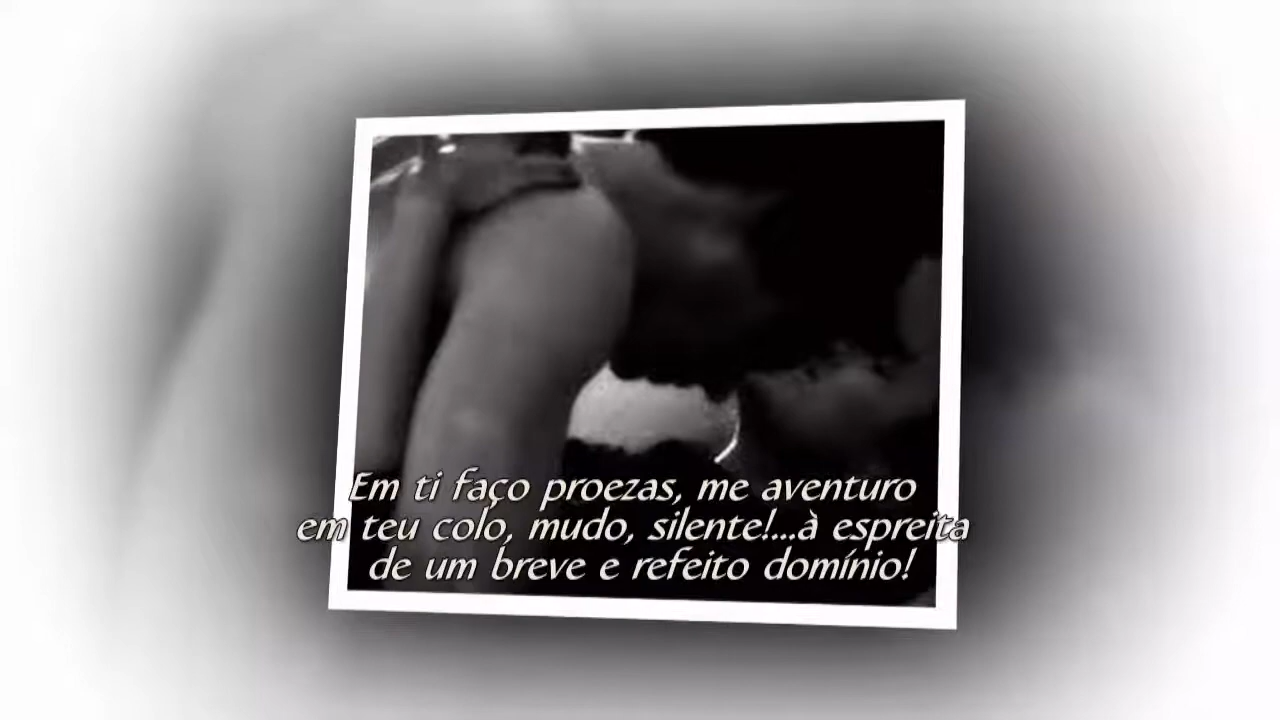 Em ti faço proezas, me aventuro
em teu colo, mudo, silente!...à espreita
de um breve e refeito domínio!